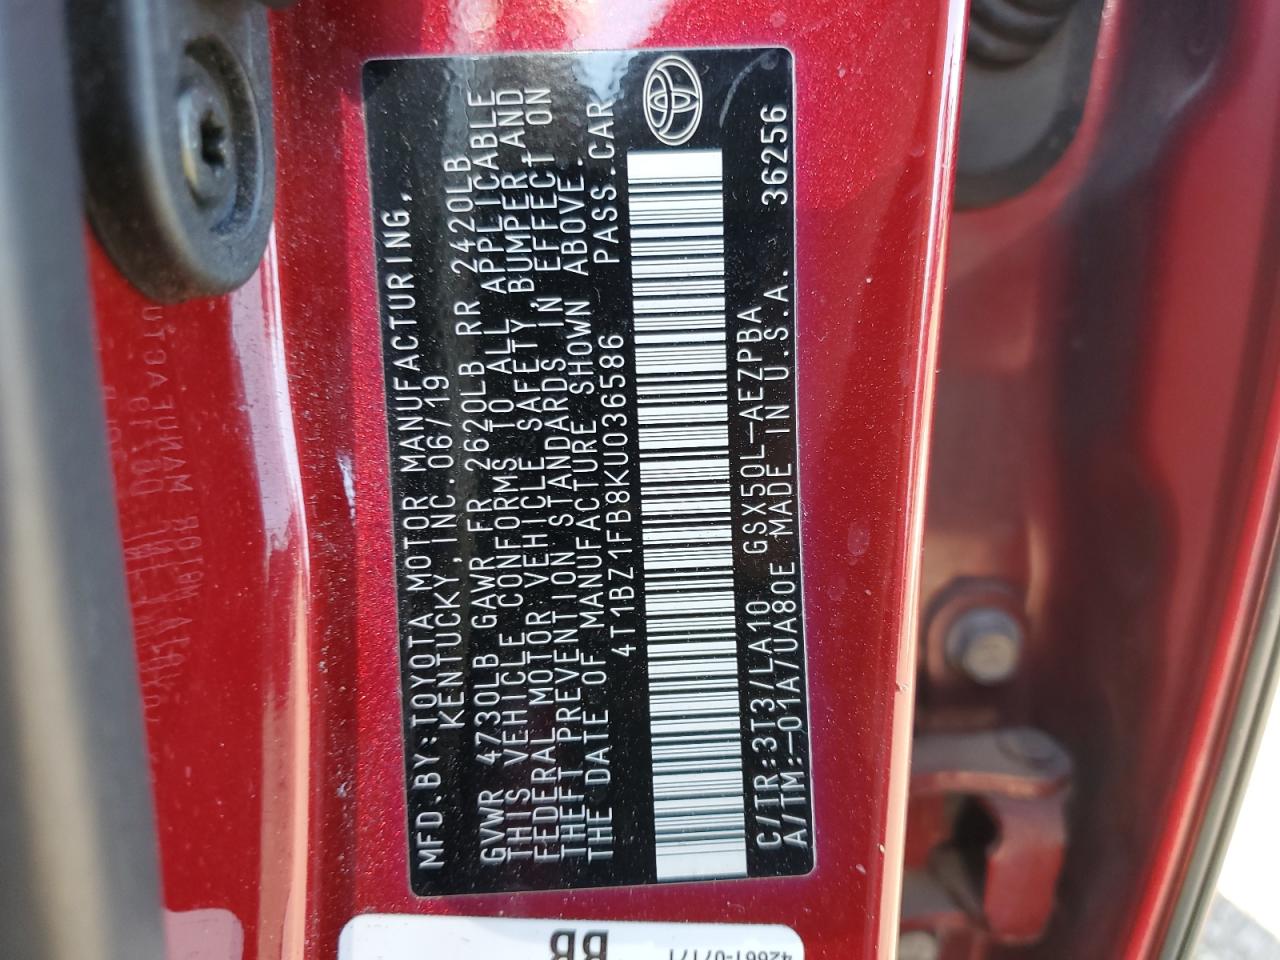 MFD.BY:TOYOTA MOTOR MANUFACTURING,
KENTUCKY, INC. 06/19
GVWR 4730LB GAWR FR 2620LB RR 2420LB
THIS VEHICLE CONFORMS TO ALL APPLICABLE
FEDERAL MOTOR VEHICLE SAFETY, BUMPER AND
THEFT PREVENTION STANDARDS IN EFFECT ON
THE DATE OF MANUFACTURE SHOWN ABOVE.
4T1BZ1FB8KU036586 PASS.CAR
C/TR:3T3/LA10 GSX50L-AEZPBA
A/TM:-01A/UA80E MADE IN U.S.A. 36256
BB
42661-07171